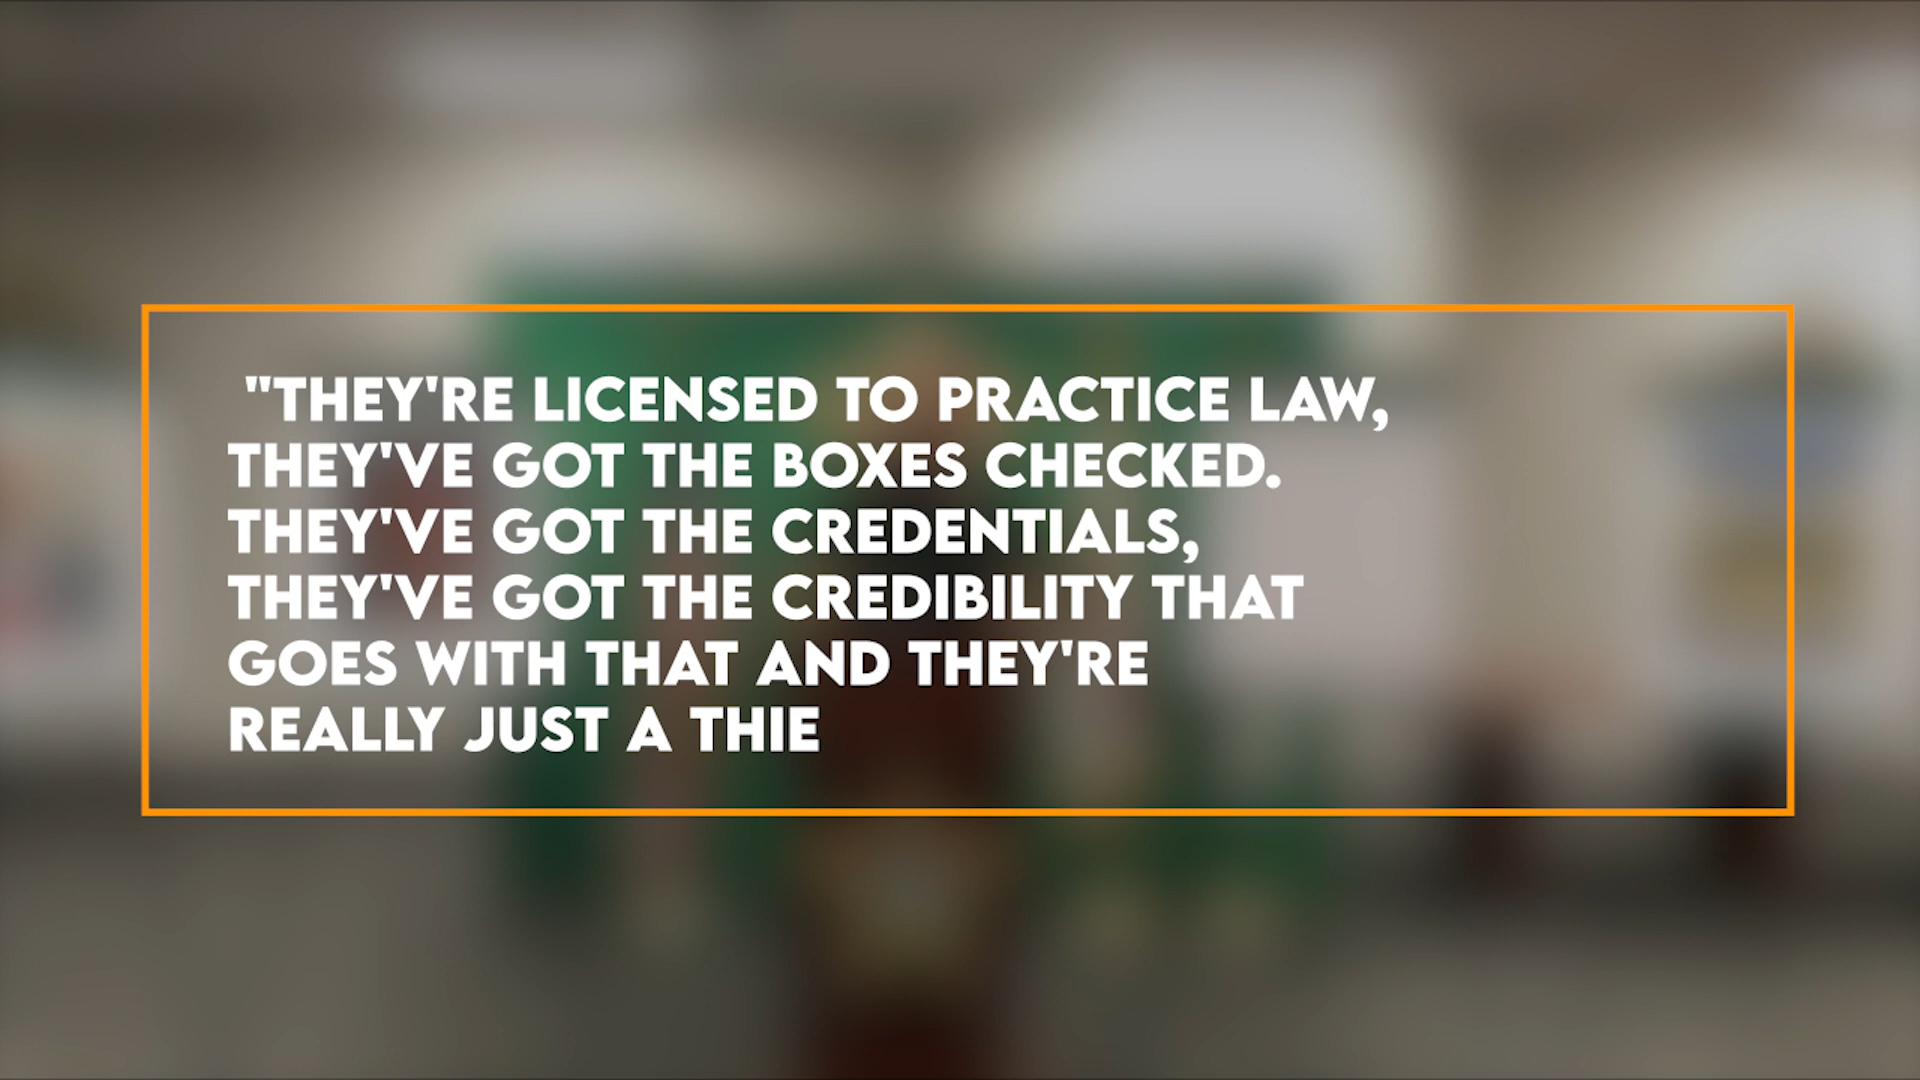 "THEY'RE LICENSED TO PRACTICE LAW,
THEY'VE GOT THE BOXES CHECKED.
THEY'VE GOT THE CREDENTIALS,
THEY'VE GOT THE CREDIBILITY THAT
GOES WITH THAT AND THEY'RE
REALLY JUST A THIE